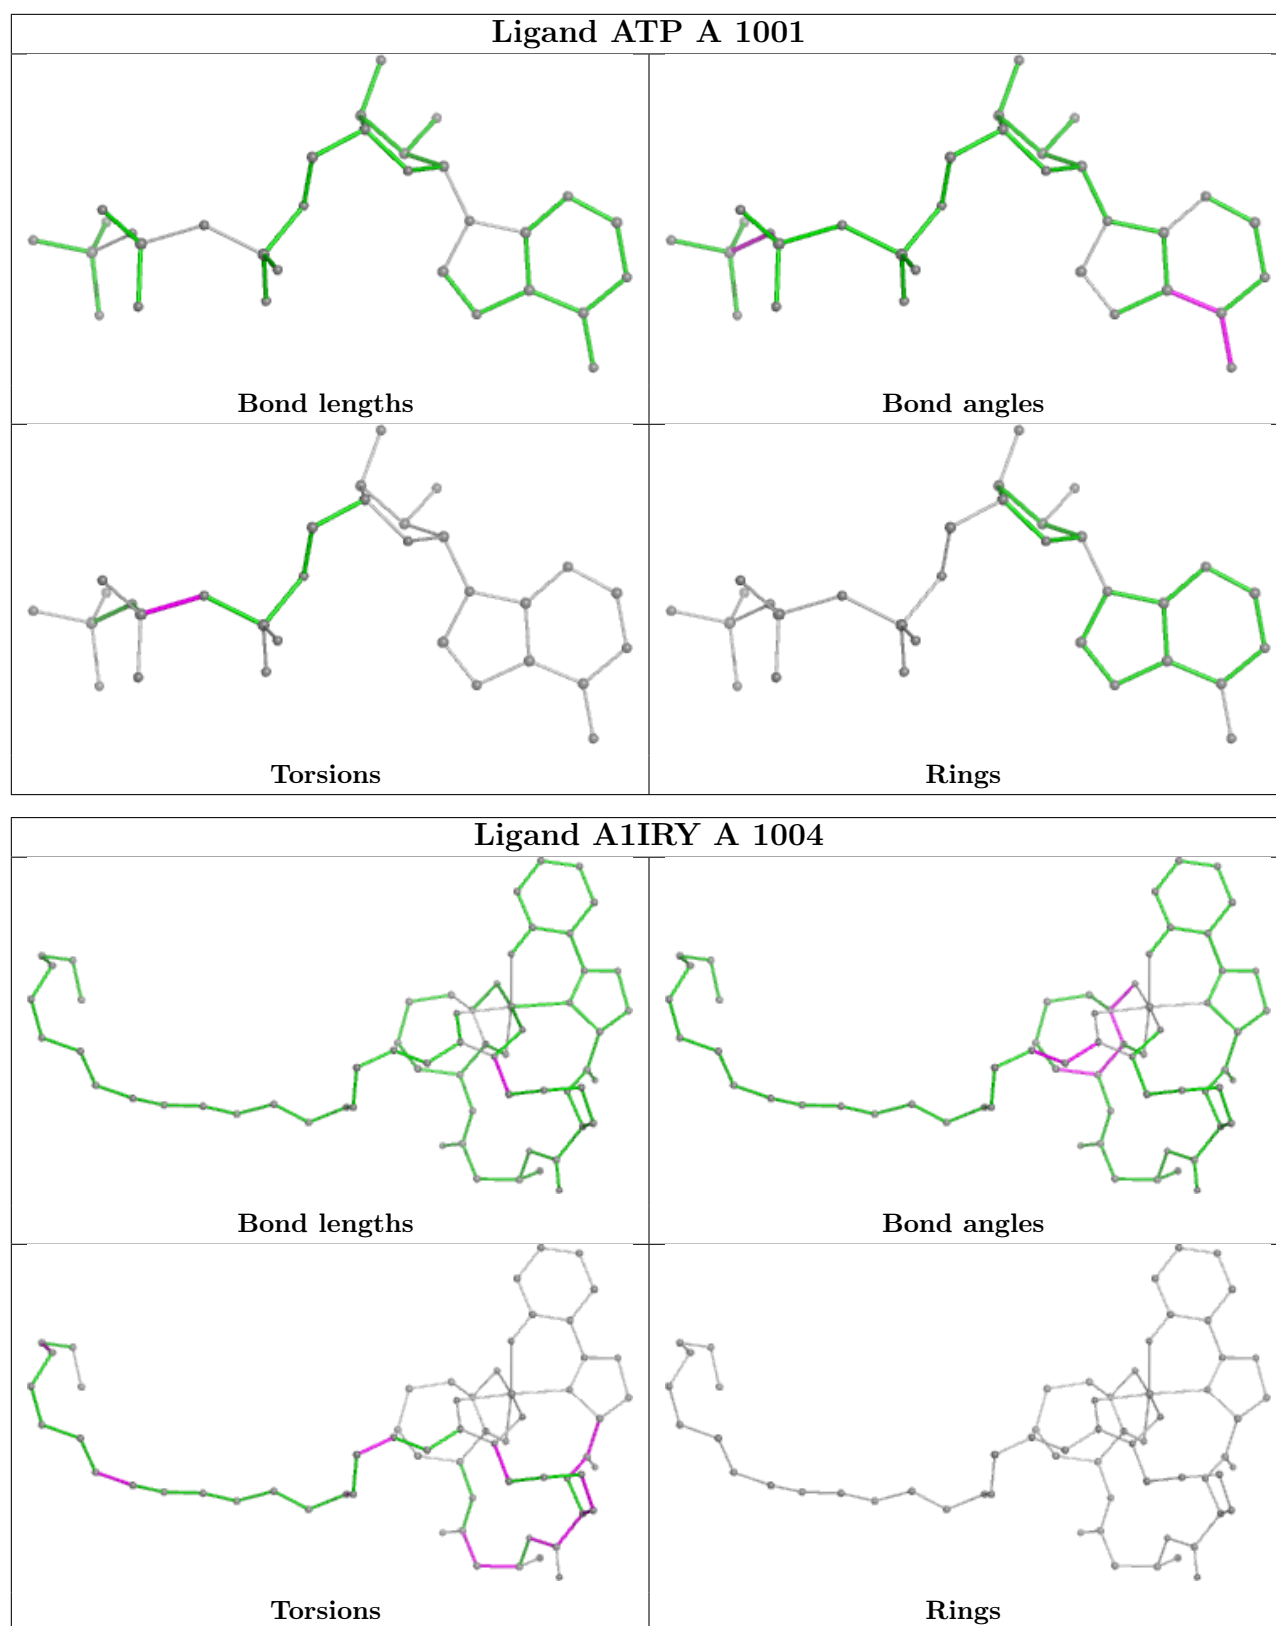 Ligand ATP A 1001
Bond lengths
Bond angles
Torsions
Rings
Ligand A1IRY A 1004
Bond lengths
Bond angles
Torsions
Rings